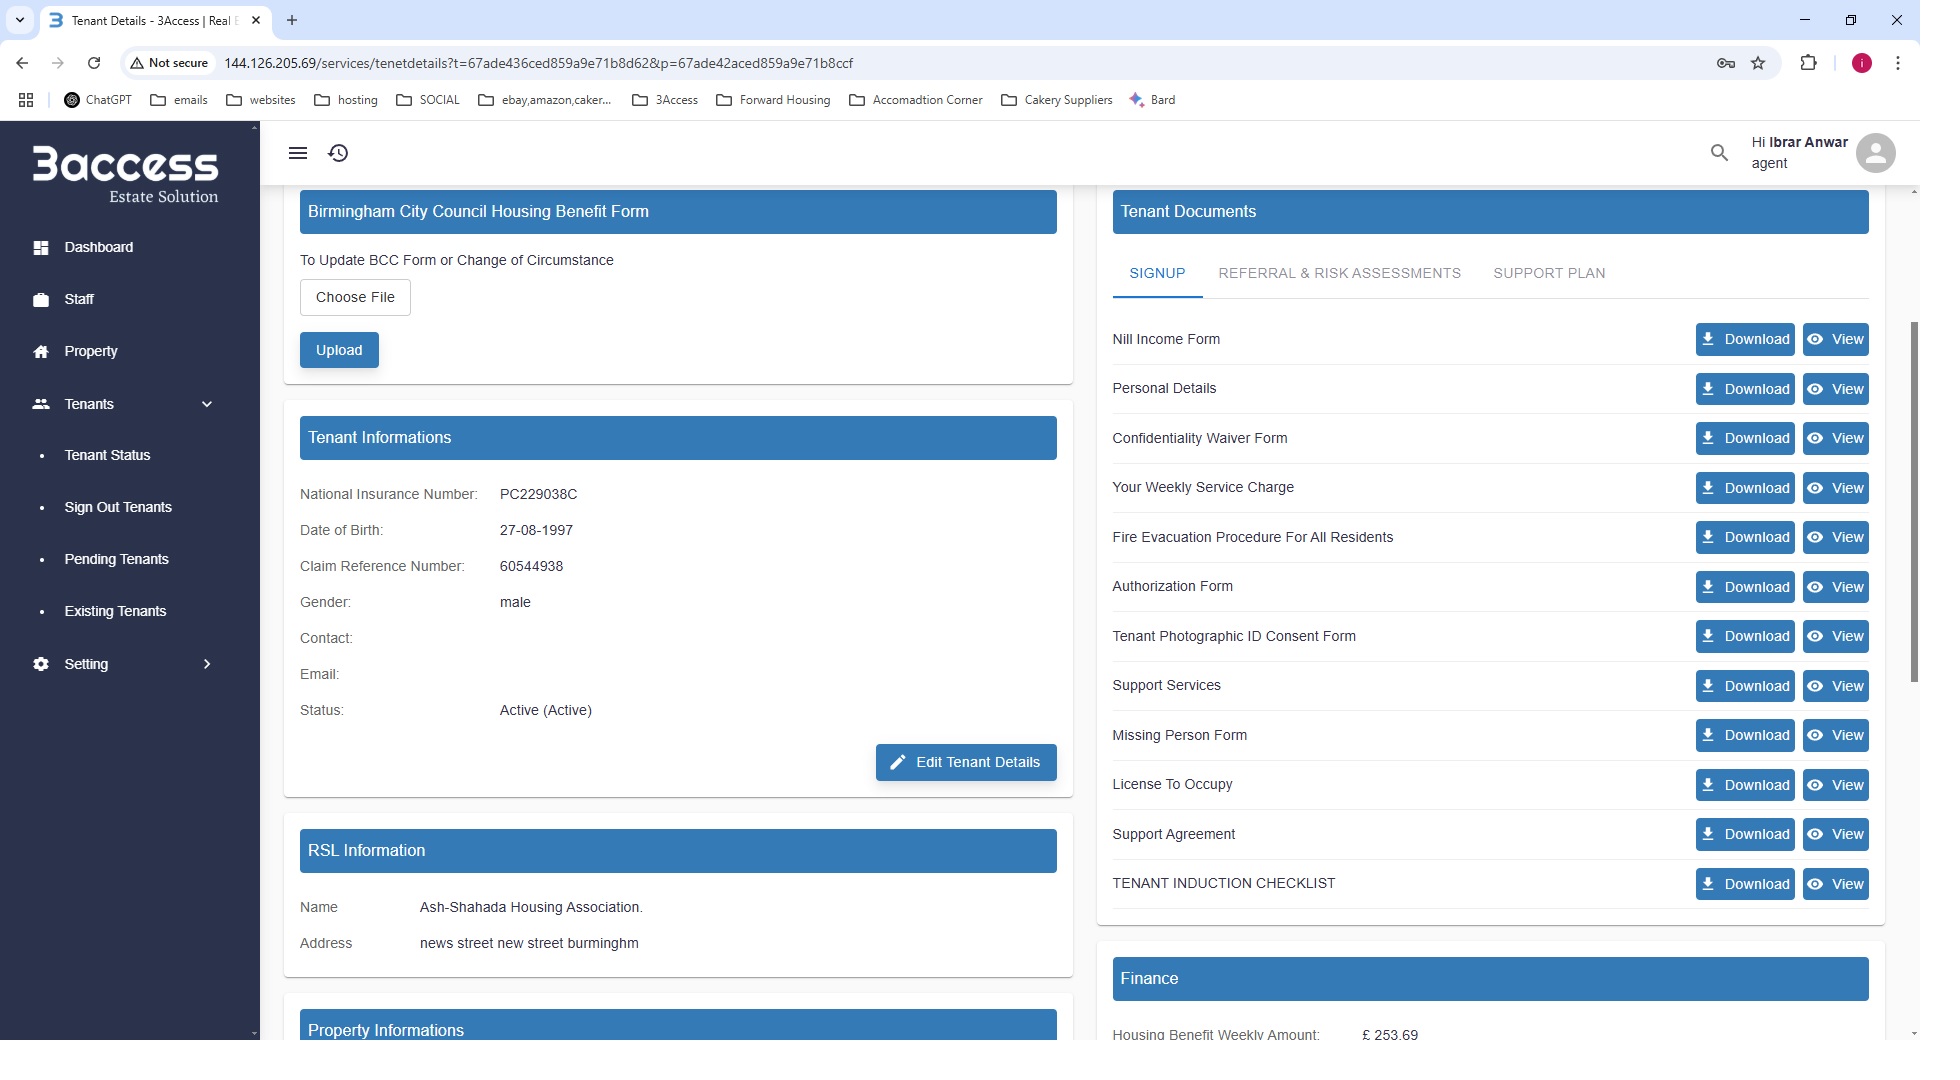 Tenant Details - 3Access | Real E
Not secure
144.126.205.69/services/tenetdetails?t=67ade436ced859a9e71b8d62&p=67ade42aced859a9e71b8ccf
i
ChatGPT
emails
websites
hosting
SOCIAL
ebay,amazon,caker...
3Access
Forward Housing
Accomadtion Corner
Cakery Suppliers
Bard
3access
Estate Solution
Dashboard
Staff
Property
Tenants
Tenant Status
Sign Out Tenants
Pending Tenants
Existing Tenants
Setting
Hi Ibrar Anwar
agent
Birmingham City Council Housing Benefit Form
To Update BCC Form or Change of Circumstance
Choose File
Upload
Tenant Informations
National Insurance Number: PC229038C
Date of Birth: 27-08-1997
Claim Reference Number: 60544938
Gender: male
Contact:
Email:
Status: Active (Active)
Edit Tenant Details
RSL Information
Name Ash-Shahada Housing Association.
Address news street new street burminghm
Property Informations
Tenant Documents
SIGNUP REFERRAL & RISK ASSESSMENTS SUPPORT PLAN
Nill Income Form Download View
Personal Details Download View
Confidentiality Waiver Form Download View
Your Weekly Service Charge Download View
Fire Evacuation Procedure For All Residents Download View
Authorization Form Download View
Tenant Photographic ID Consent Form Download View
Support Services Download View
Missing Person Form Download View
License To Occupy Download View
Support Agreement Download View
TENANT INDUCTION CHECKLIST Download View
Finance
Housing Benefit Weekly Amount: £ 253.69